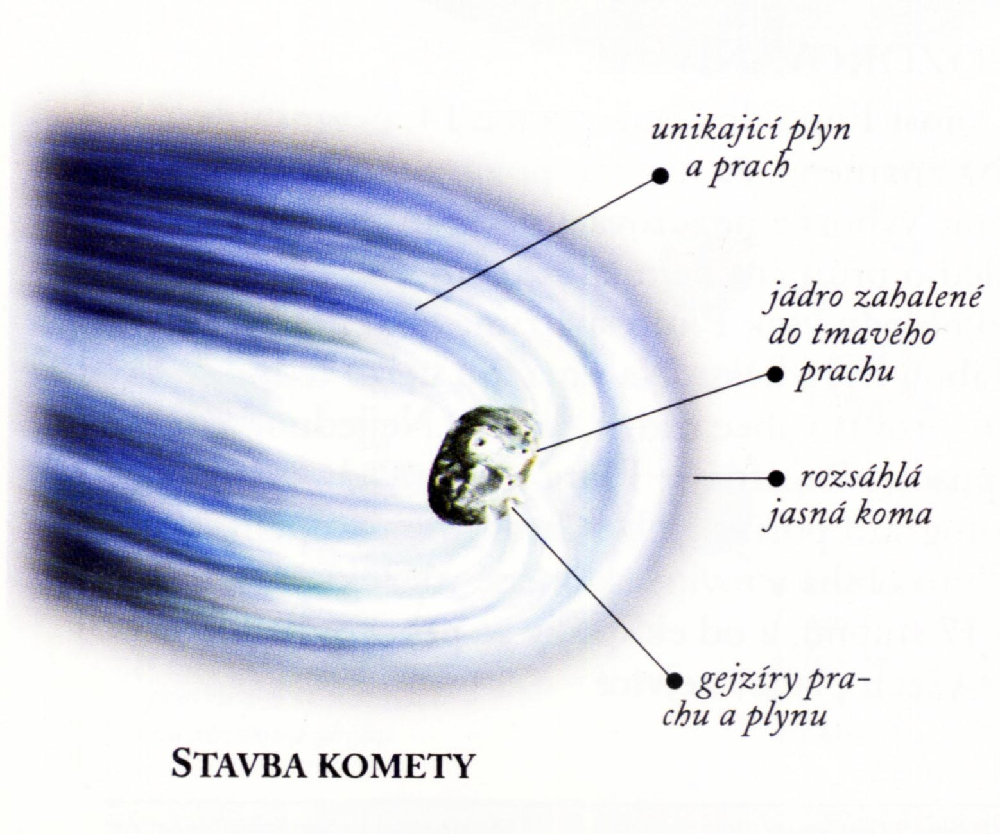 unikající plyn
a prach
jádro zahalené
do tmavého
prachu
rozsáhlá
jasná koma
gejzíry pra-
chu a plynu
STAVBA KOMETY